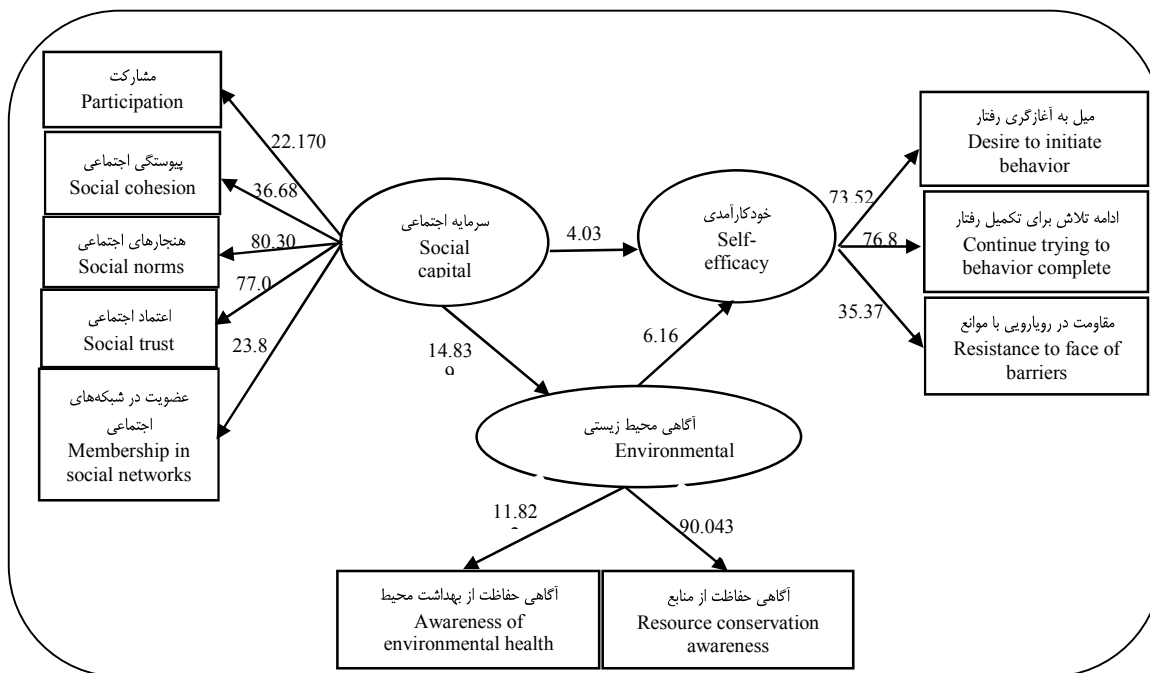 مشارکت
Participation
22.170
پیوستگی اجتماعی
Social cohesion
36.68
هنجارهای اجتماعی
Social norms
80.30
اعتماد اجتماعی
Social trust
77.0
عضویت در شبکه‌های
اجتماعی
Membership in
social networks
23.8
سرمایه اجتماعی
Social
capital
4.03
خودکارآمدی
Self-
efficacy
73.52
میل به آغازگری رفتار
Desire to initiate
behavior
76.8
ادامه تلاش برای تکمیل رفتار
Continue trying to
behavior complete
35.37
مقاومت در رویارویی با موانع
Resistance to face of
barriers
14.83
6.16
آگاهی محیط زیستی
Environmental
11.82
90.043
آگاهی حفاظت از بهداشت محیط
Awareness of
environmental health
آگاهی حفاظت از منابع
Resource conservation
awareness